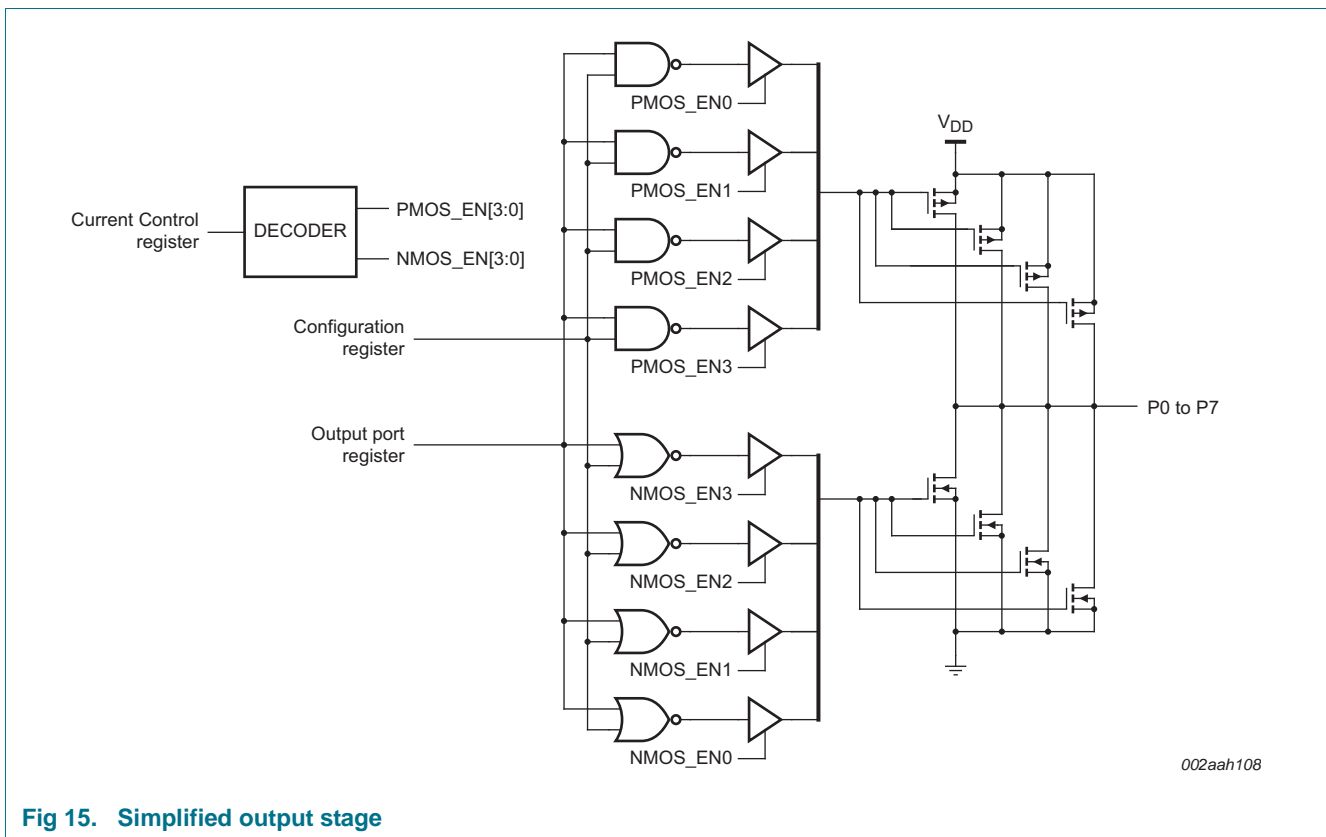 PMOS_EN0
V_DD
PMOS_EN1
Current Control
register
DECODER
PMOS_EN[3:0]
NMOS_EN[3:0]
PMOS_EN2
Configuration
register
PMOS_EN3
P0 to P7
Output port
register
NMOS_EN3
NMOS_EN2
NMOS_EN1
NMOS_EN0
002aah108
Fig 15. Simplified output stage